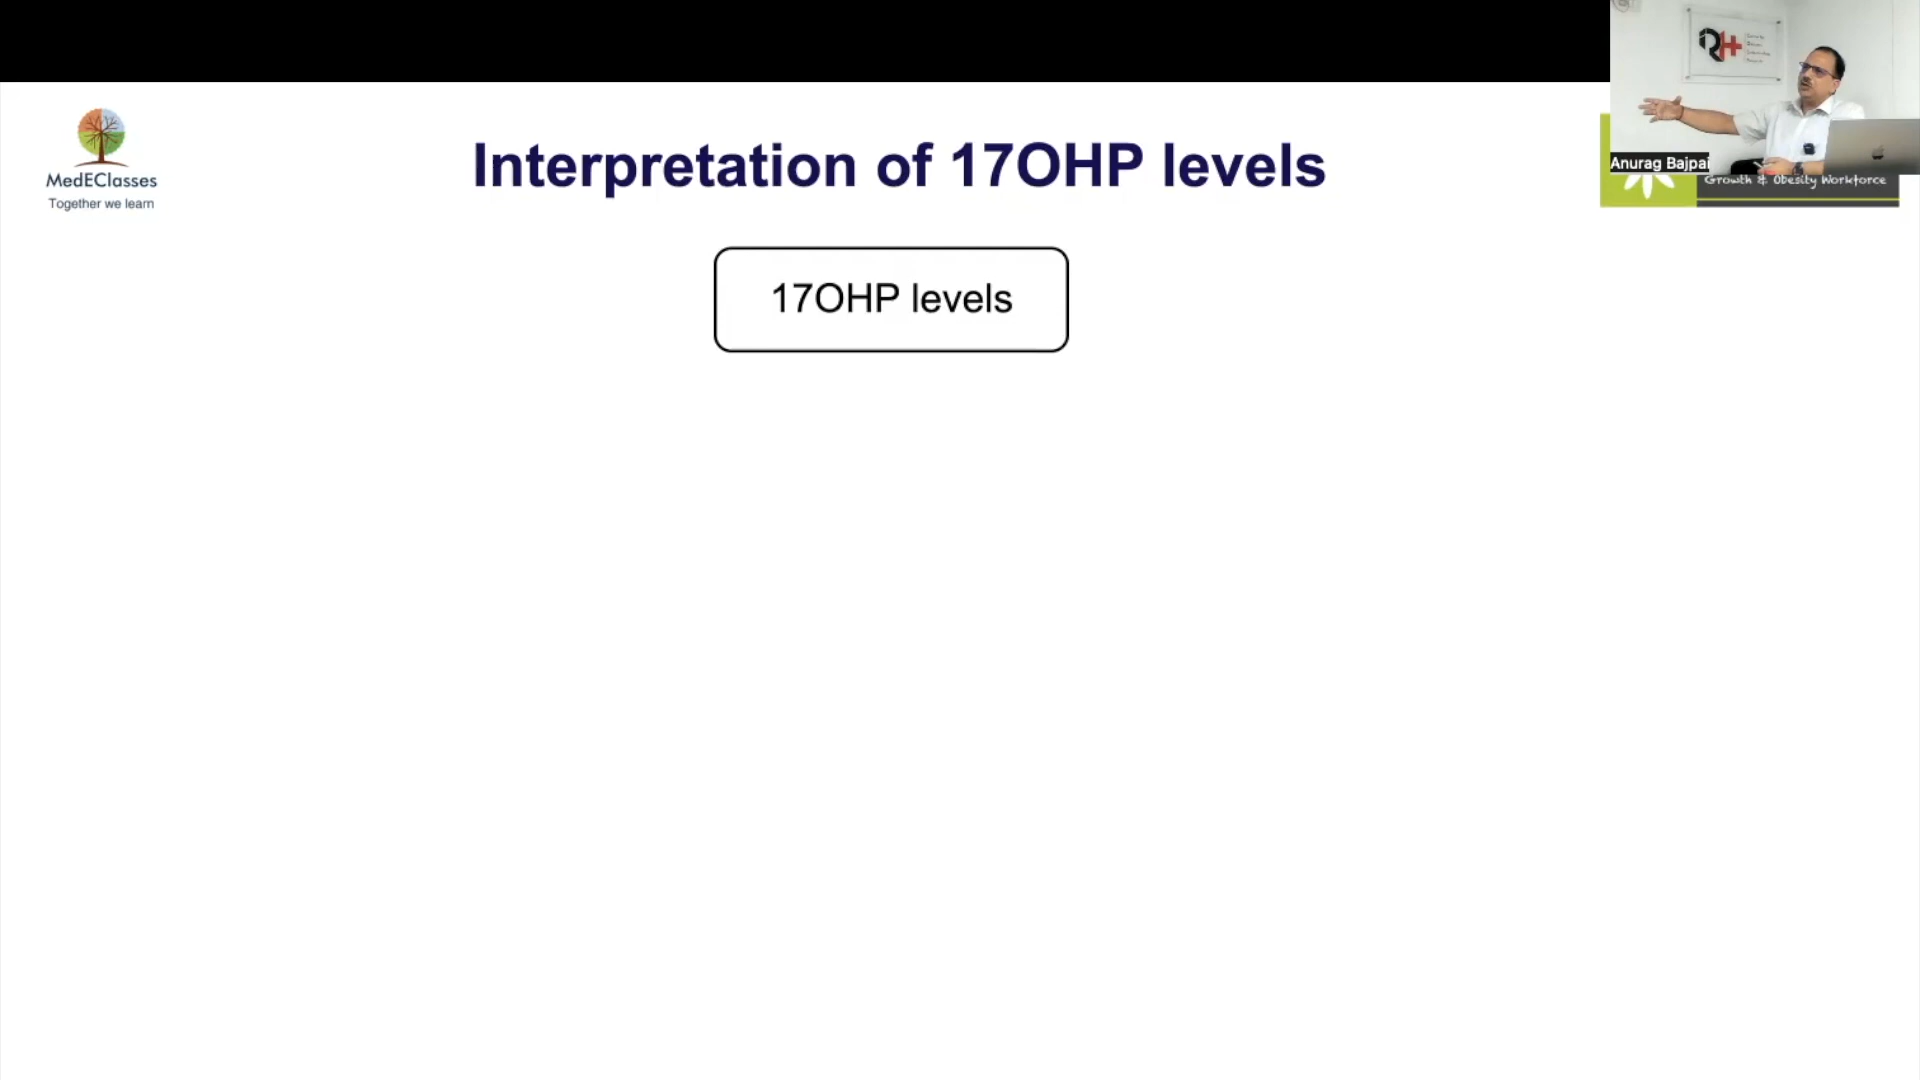 MedEClasses
Together we learn
Interpretation of 17OHP levels
Anurag Bajpai
Growth & Obesity Workforce
17OHP levels